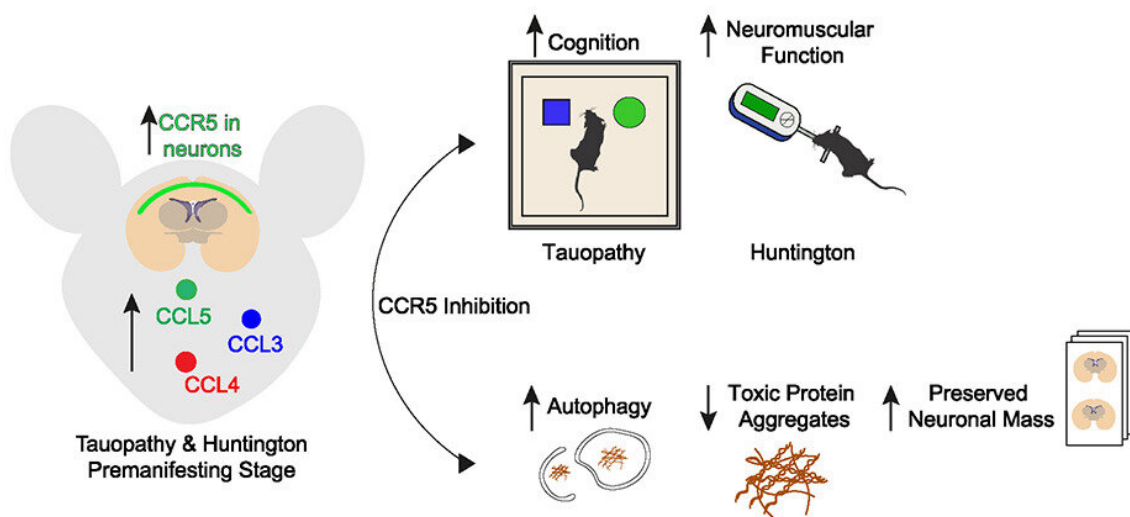 Cognition
Neuromuscular
Function
CCR5 in
neurons
Tauopathy
Huntington
CCR5 Inhibition
CCL5
CCL3
CCL4
Tauopathy & Huntington
Premanifesting Stage
Autophagy
Toxic Protein
Aggregates
Preserved
Neuronal Mass